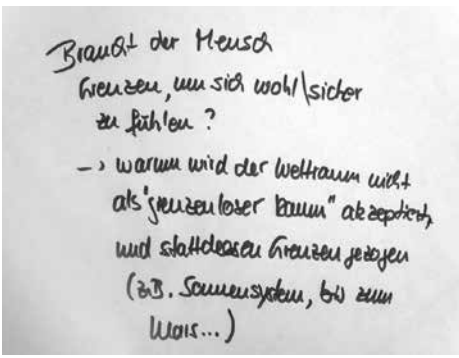 Braucht der Mensch
Grenzen, um sich wohl\sicher
zu fühlen?
-> warum wird der Weltraum nicht
als "grenzenloser Raum" akzeptiert,
und stattdessen Grenzen gezogen
(z.B. Sonnensystem, bis zum
Mars...)